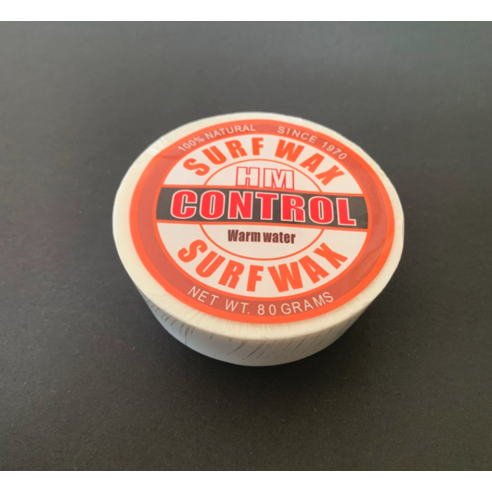 100% NATURAL SINCE 1970
SURF WAX
HM
CONTROL
Warm water
SURF WAX
NET WT. 80 GRAMS